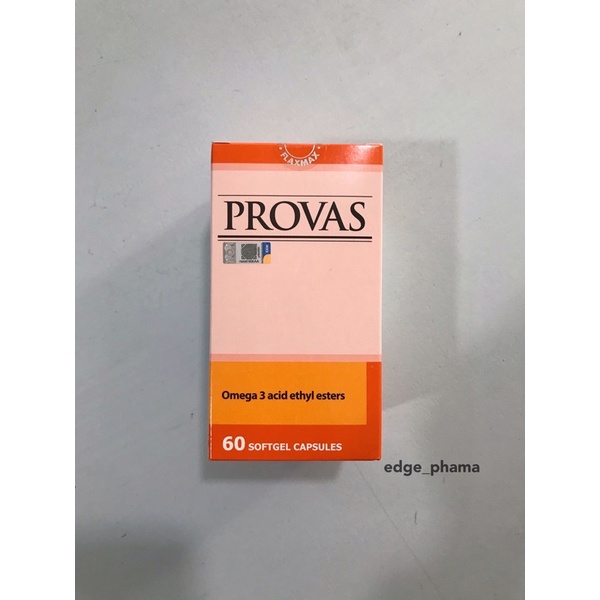 FLAXMAX
PROVAS
Omega 3 acid ethyl esters
60 SOFTGEL CAPSULES
edge_phama